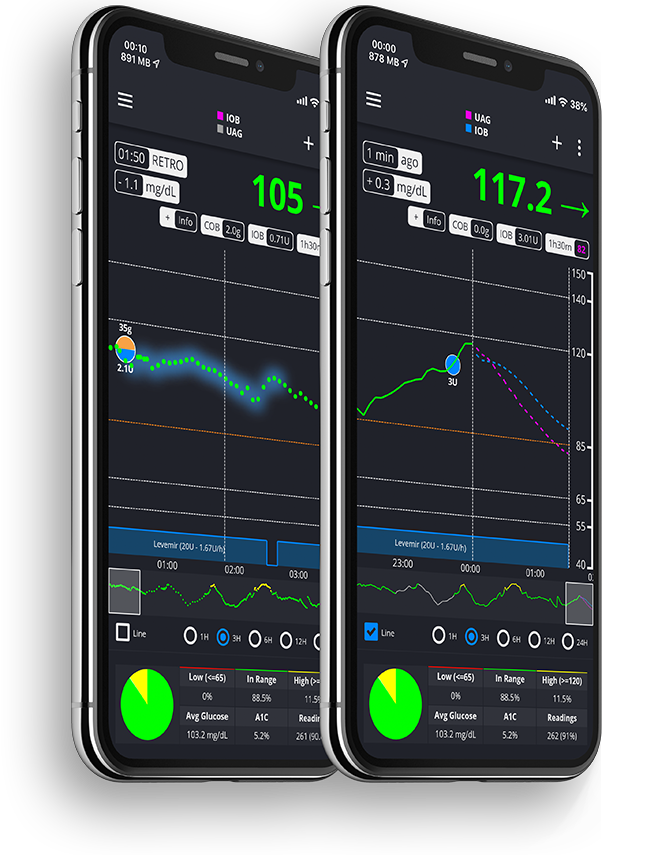 00:10
891 MB
IOB
UAG
+
01:50 RETRO
- 1.1 mg/dL
105
+ Info COB 2.0g IOB 0.71U 1h30m
35g
2.1U
Levemir (20U - 1.67U/h)
01:00 02:00 03:00
Line 1H 3H 6H 12H
Low (<=65) In Range High (>
0% 88.5% 11.5%
Avg Glucose A1C Readin
103.2 mg/dL 5.2% 261 (90.
00:00
878 MB
38%
UAG
IOB
+
1 min ago
+ 0.3 mg/dL
117.2 →
+ Info COB 0.0g IOB 3.01U 1h30m 82
150
140
120
85
65
55
40
3U
Levemir (20U - 1.67U/h)
23:00 00:00 01:00
Line 1H 3H 6H 12H 24H
Low (<=65) In Range High (>=120)
0% 88.5% 11.5%
Avg Glucose A1C Readings
103.2 mg/dL 5.2% 262 (91%)